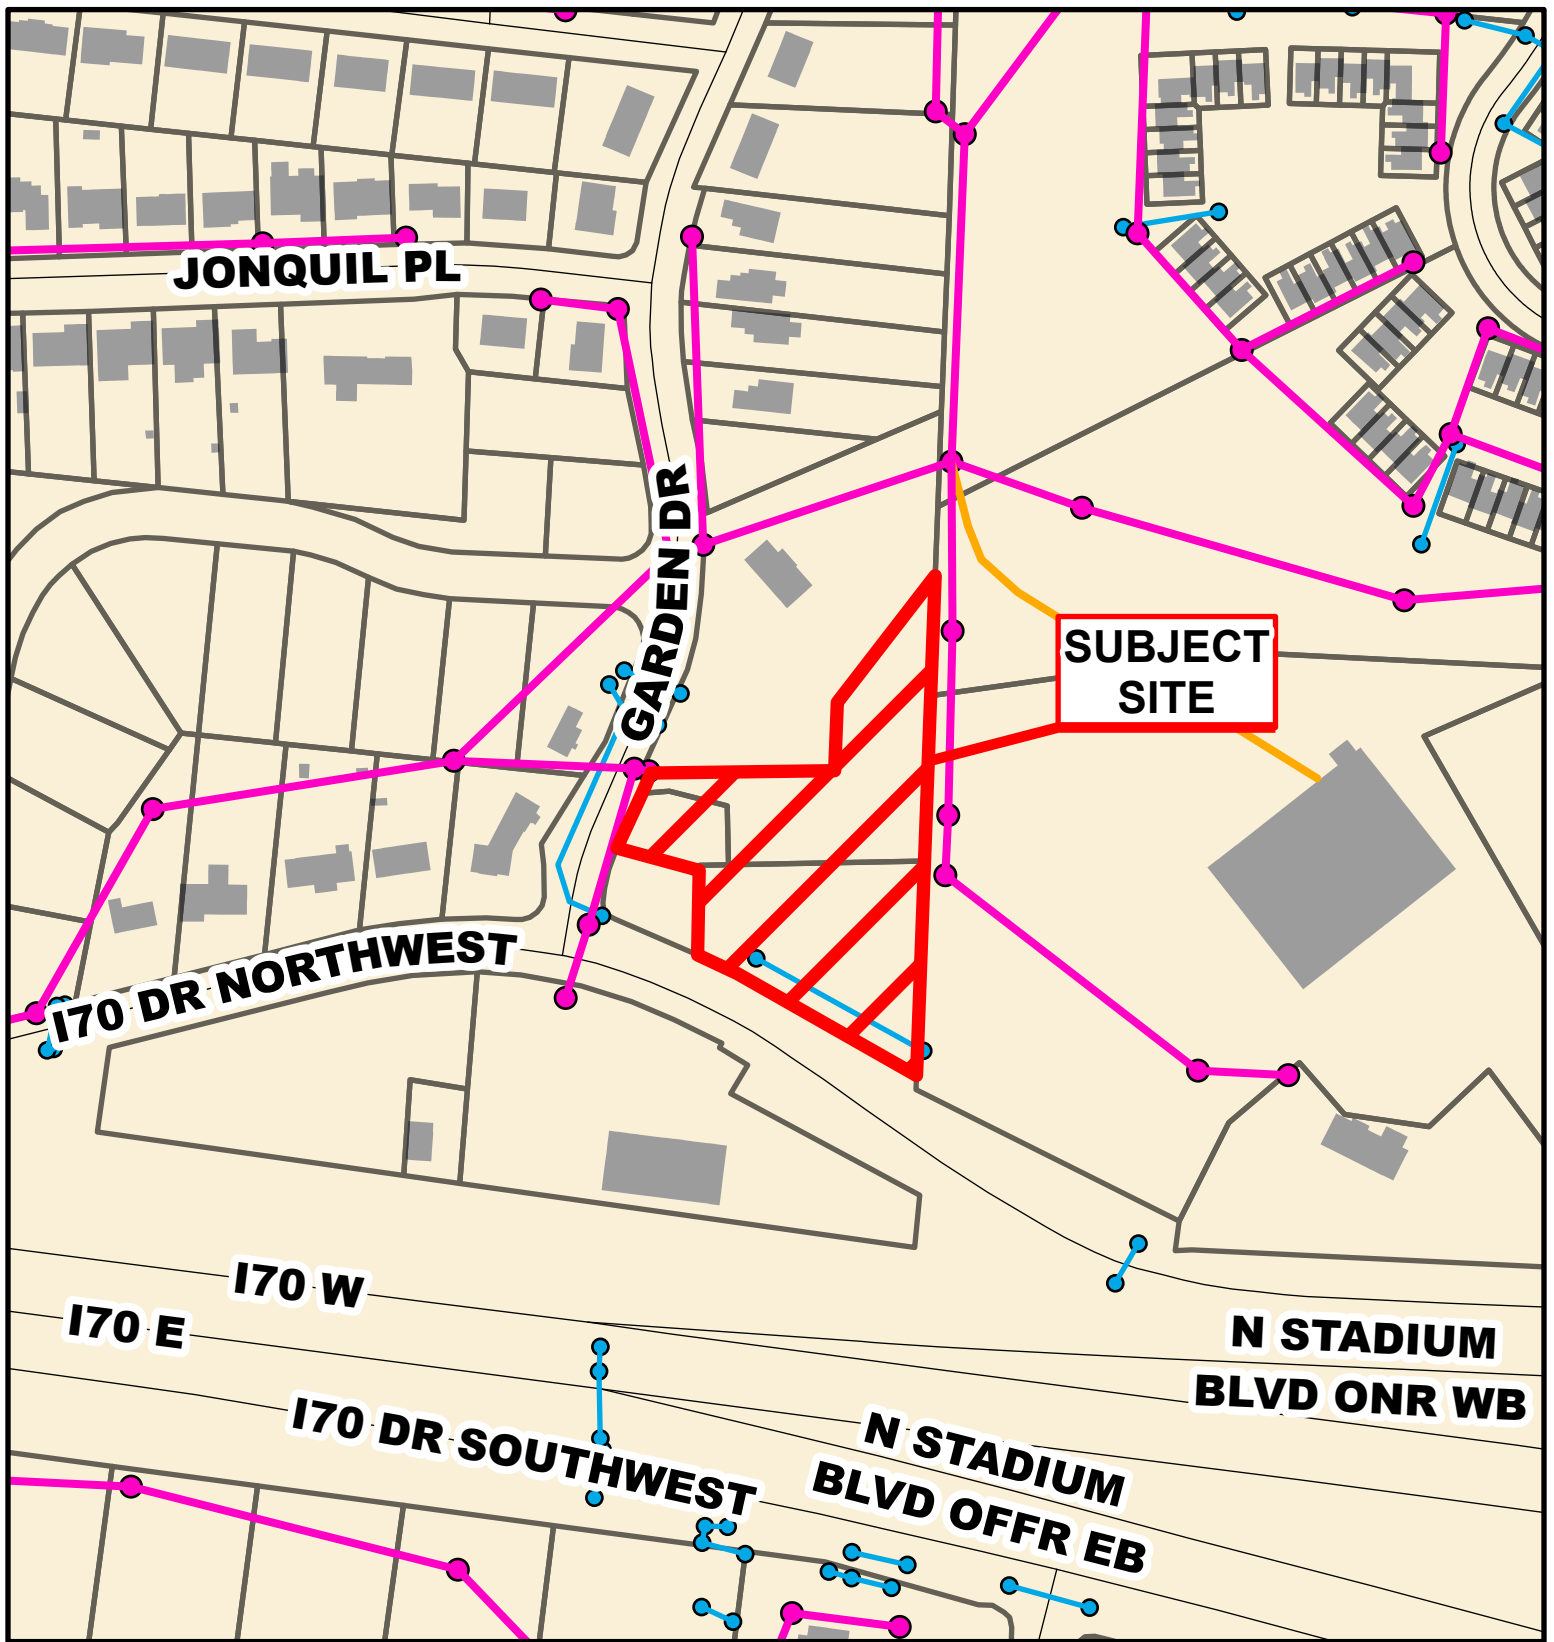 JONQUIL PL
GARDEN DR
SUBJECT
SITE
I70 DR NORTHWEST
I70 W
I70 E
N STADIUM
BLVD ONR WB
I70 DR SOUTHWEST
N STADIUM
BLVD OFFR EB